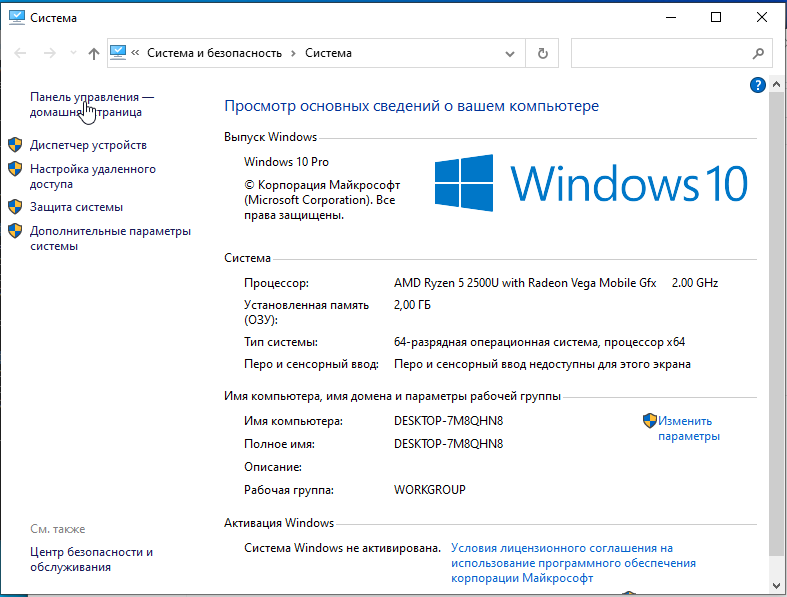 Система
« Система и безопасность › Система
Панель управления —
домашняя страница
Диспетчер устройств
Настройка удаленного
доступа
Защита системы
Дополнительные параметры
системы
См. также
Центр безопасности и
обслуживания
?
Просмотр основных сведений о вашем компьютере
Выпуск Windows
Windows 10 Pro
© Корпорация Майкрософт
(Microsoft Corporation). Все
права защищены.
Windows 10
Система
Процессор: AMD Ryzen 5 2500U with Radeon Vega Mobile Gfx 2.00 GHz
Установленная память
(ОЗУ): 2,00 ГБ
Тип системы: 64-разрядная операционная система, процессор x64
Перо и сенсорный ввод: Перо и сенсорный ввод недоступны для этого экрана
Имя компьютера, имя домена и параметры рабочей группы
Имя компьютера: DESKTOP-7M8QHN8
Изменить
параметры
Полное имя: DESKTOP-7M8QHN8
Описание:
Рабочая группа: WORKGROUP
Активация Windows
Система Windows не активирована. Условия лицензионного соглашения на
использование программного обеспечения
корпорации Майкрософт